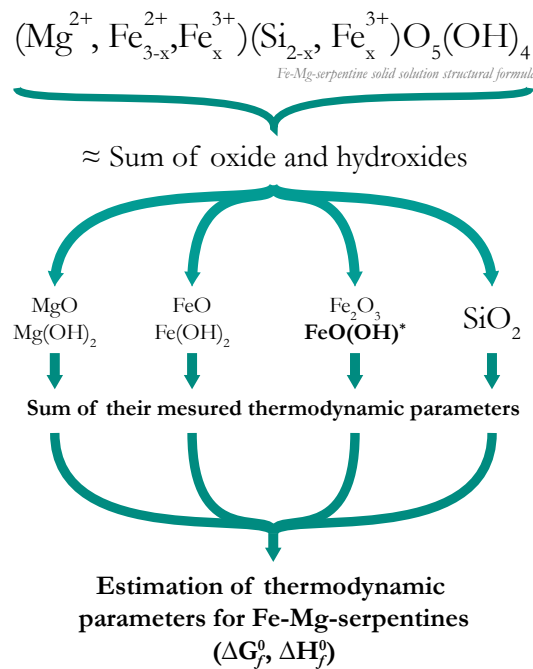 (Mg²⁺, Fe²⁺₃₋ₓ,Fe³⁺ₓ)(Si₂₋ₓ, Fe³⁺ₓ)O₅(OH)₄
Fe-Mg-serpentine solid solution structural formula
≈ Sum of oxide and hydroxides
MgO FeO Fe₂O₃ SiO₂
Mg(OH)₂ Fe(OH)₂ FeO(OH)*
Sum of their mesured thermodynamic parameters
Estimation of thermodynamic
parameters for Fe-Mg-serpentines
(ΔG⁰f, ΔH⁰f)